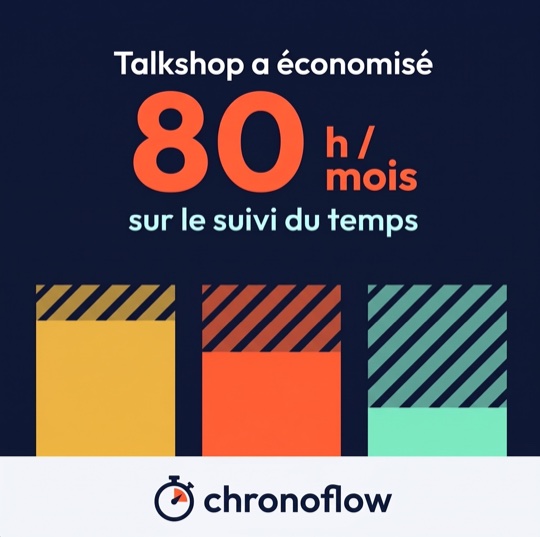 Talkshop a économisé
80 h /
mois
sur le suivi du temps
chronoflow